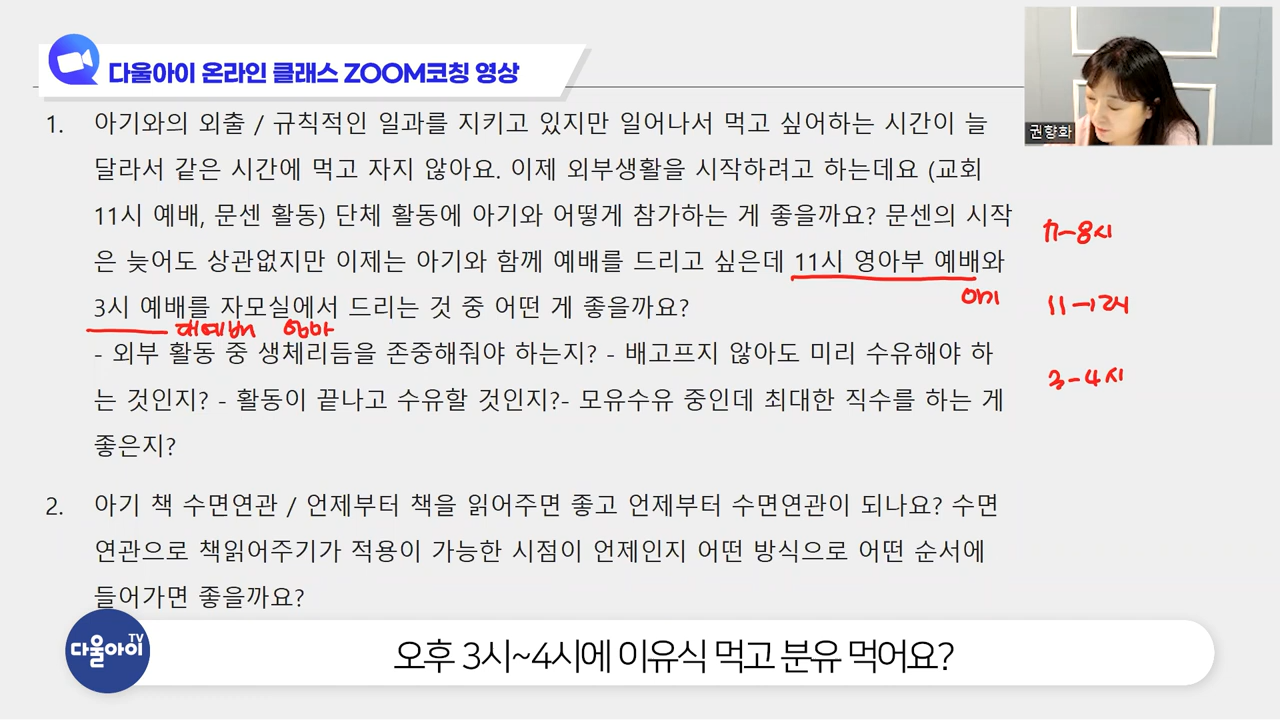 다울아이 온라인 클래스 ZOOM코칭 영상
권향화
1. 아기와의 외출 / 규칙적인 일과를 지키고 있지만 일어나서 먹고 싶어하는 시간이 늘
달라서 같은 시간에 먹고 자지 않아요. 이제 외부생활을 시작하려고 하는데요 (교회
11시 예배, 문센 활동) 단체 활동에 아기와 어떻게 참가하는 게 좋을까요? 문센의 시작
은 늦어도 상관없지만 이제는 아기와 함께 예배를 드리고 싶은데 11시 영아부 예배와
3시 예배를 자모실에서 드리는 것 중 어떤 게 좋을까요?
대예배 엄마
아기
7-8시
11-12시
3-4시
- 외부 활동 중 생체리듬을 존중해줘야 하는지? - 배고프지 않아도 미리 수유해야 하
는 것인지? - 활동이 끝나고 수유할 것인지?- 모유수유 중인데 최대한 직수를 하는 게
좋은지?
2. 아기 책 수면연관 / 언제부터 책을 읽어주면 좋고 언제부터 수면연관이 되나요? 수면
연관으로 책읽어주기가 적용이 가능한 시점이 언제인지 어떤 방식으로 어떤 순서에
들어가면 좋을까요?
다울아이 TV
오후 3시~4시에 이유식 먹고 분유 먹어요?